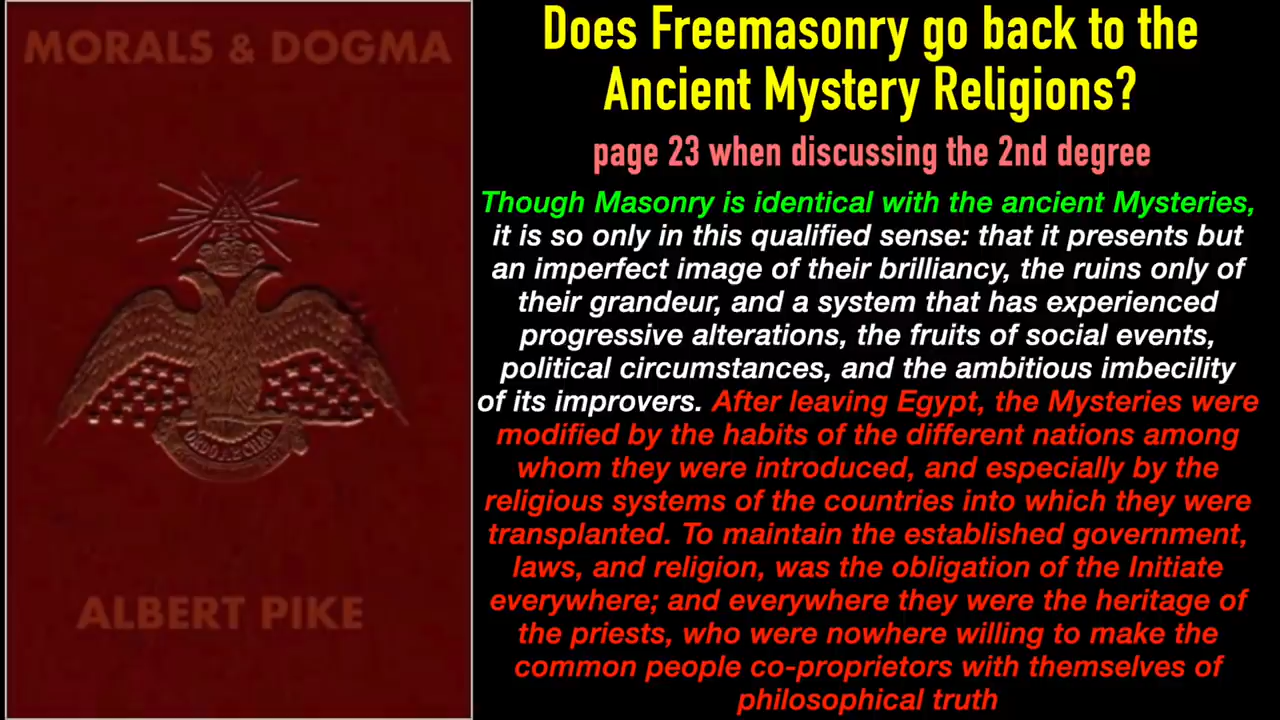 MORALS & DOGMA
ORDO AB CHAO
ALBERT PIKE
Does Freemasonry go back to the
Ancient Mystery Religions?
page 23 when discussing the 2nd degree
Though Masonry is identical with the ancient Mysteries,
it is so only in this qualified sense: that it presents but
an imperfect image of their brilliancy, the ruins only of
their grandeur, and a system that has experienced
progressive alterations, the fruits of social events,
political circumstances, and the ambitious imbecility
of its improvers. After leaving Egypt, the Mysteries were
modified by the habits of the different nations among
whom they were introduced, and especially by the
religious systems of the countries into which they were
transplanted. To maintain the established government,
laws, and religion, was the obligation of the Initiate
everywhere; and everywhere they were the heritage of
the priests, who were nowhere willing to make the
common people co-proprietors with themselves of
philosophical truth